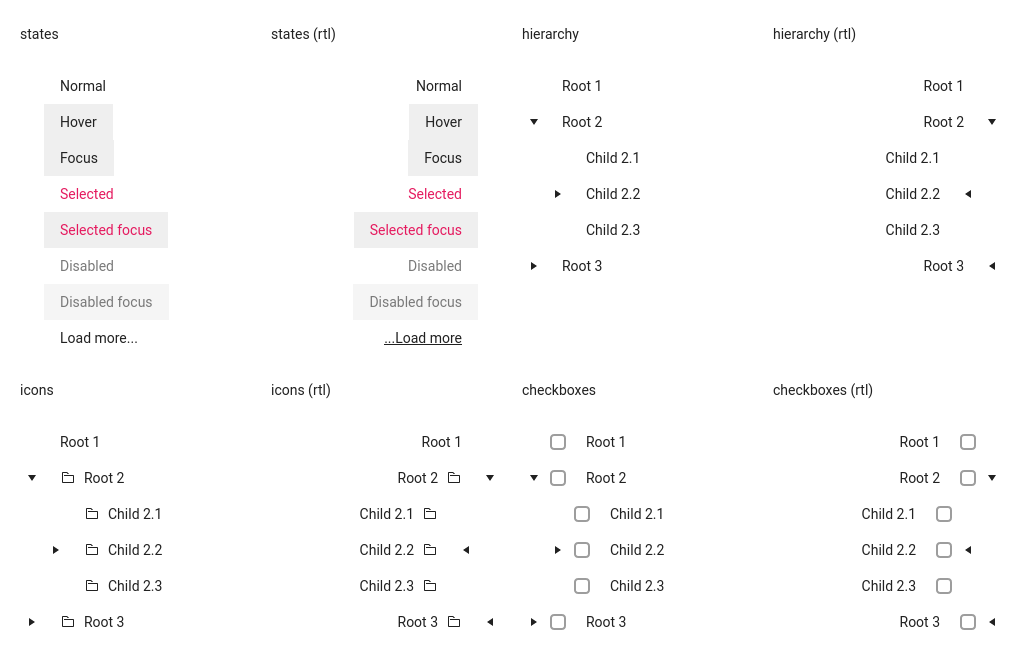 states
Normal
Hover
Focus
Selected
Selected focus
Disabled
Disabled focus
Load more...
states (rtl)
Normal
Hover
Focus
Selected
Selected focus
Disabled
Disabled focus
...Load more
hierarchy
Root 1
Root 2
Child 2.1
Child 2.2
Child 2.3
Root 3
hierarchy (rtl)
Root 1
Root 2
Child 2.1
Child 2.2
Child 2.3
Root 3
icons
Root 1
Root 2
Child 2.1
Child 2.2
Child 2.3
Root 3
icons (rtl)
Root 1
Root 2
Child 2.1
Child 2.2
Child 2.3
Root 3
checkboxes
Root 1
Root 2
Child 2.1
Child 2.2
Child 2.3
Root 3
checkboxes (rtl)
Root 1
Root 2
Child 2.1
Child 2.2
Child 2.3
Root 3